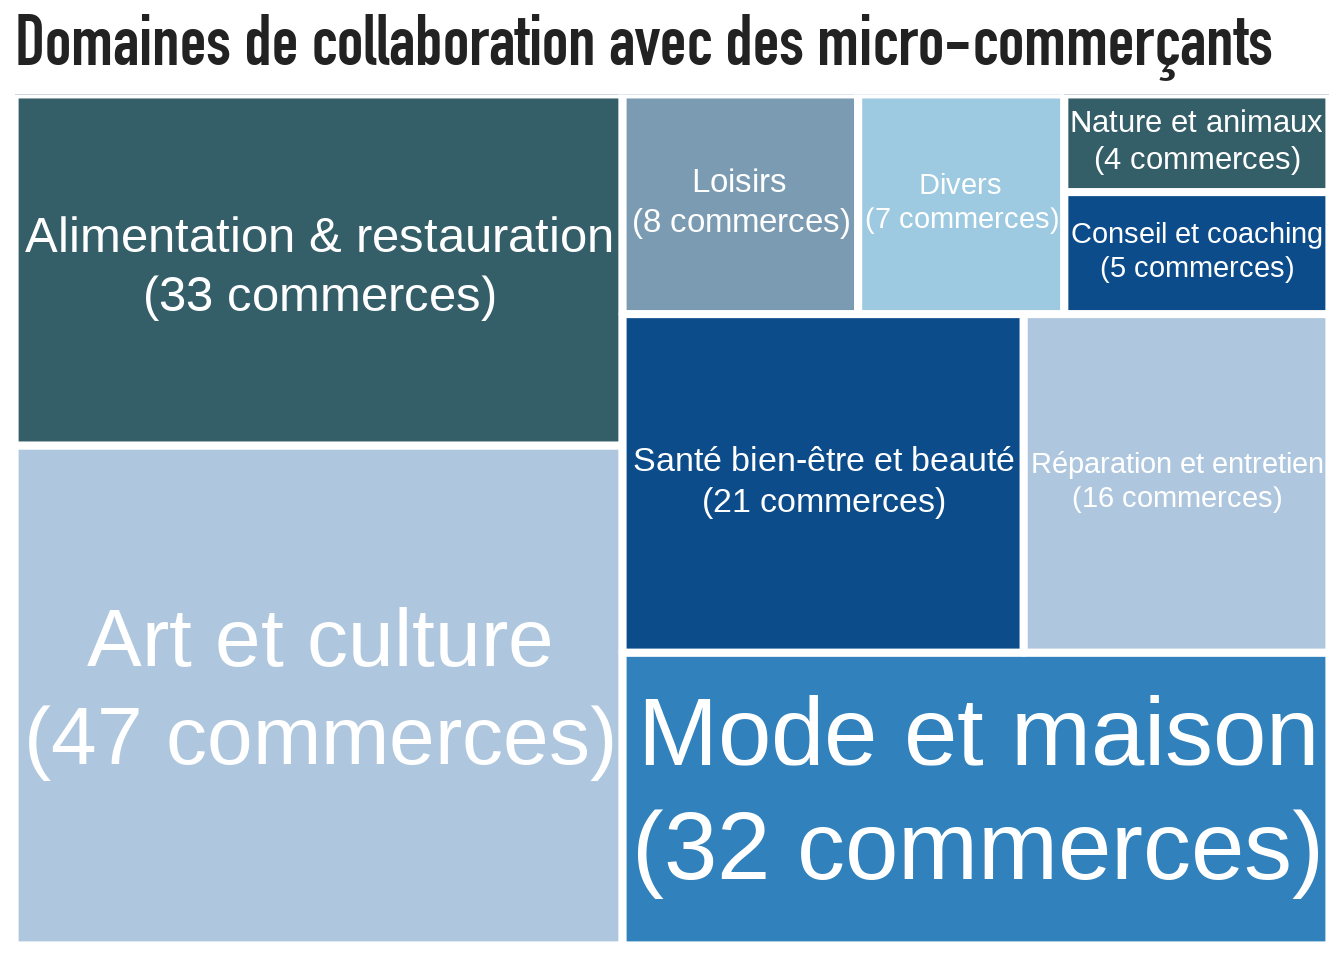 Domaines de collaboration avec des micro-commerçants
Alimentation & restauration
(33 commerces)
Loisirs
(8 commerces)
Divers
(7 commerces)
Nature et animaux
(4 commerces)
Conseil et coaching
(5 commerces)
Santé bien-être et beauté
(21 commerces)
Réparation et entretien
(16 commerces)
Art et culture
(47 commerces)
Mode et maison
(32 commerces)